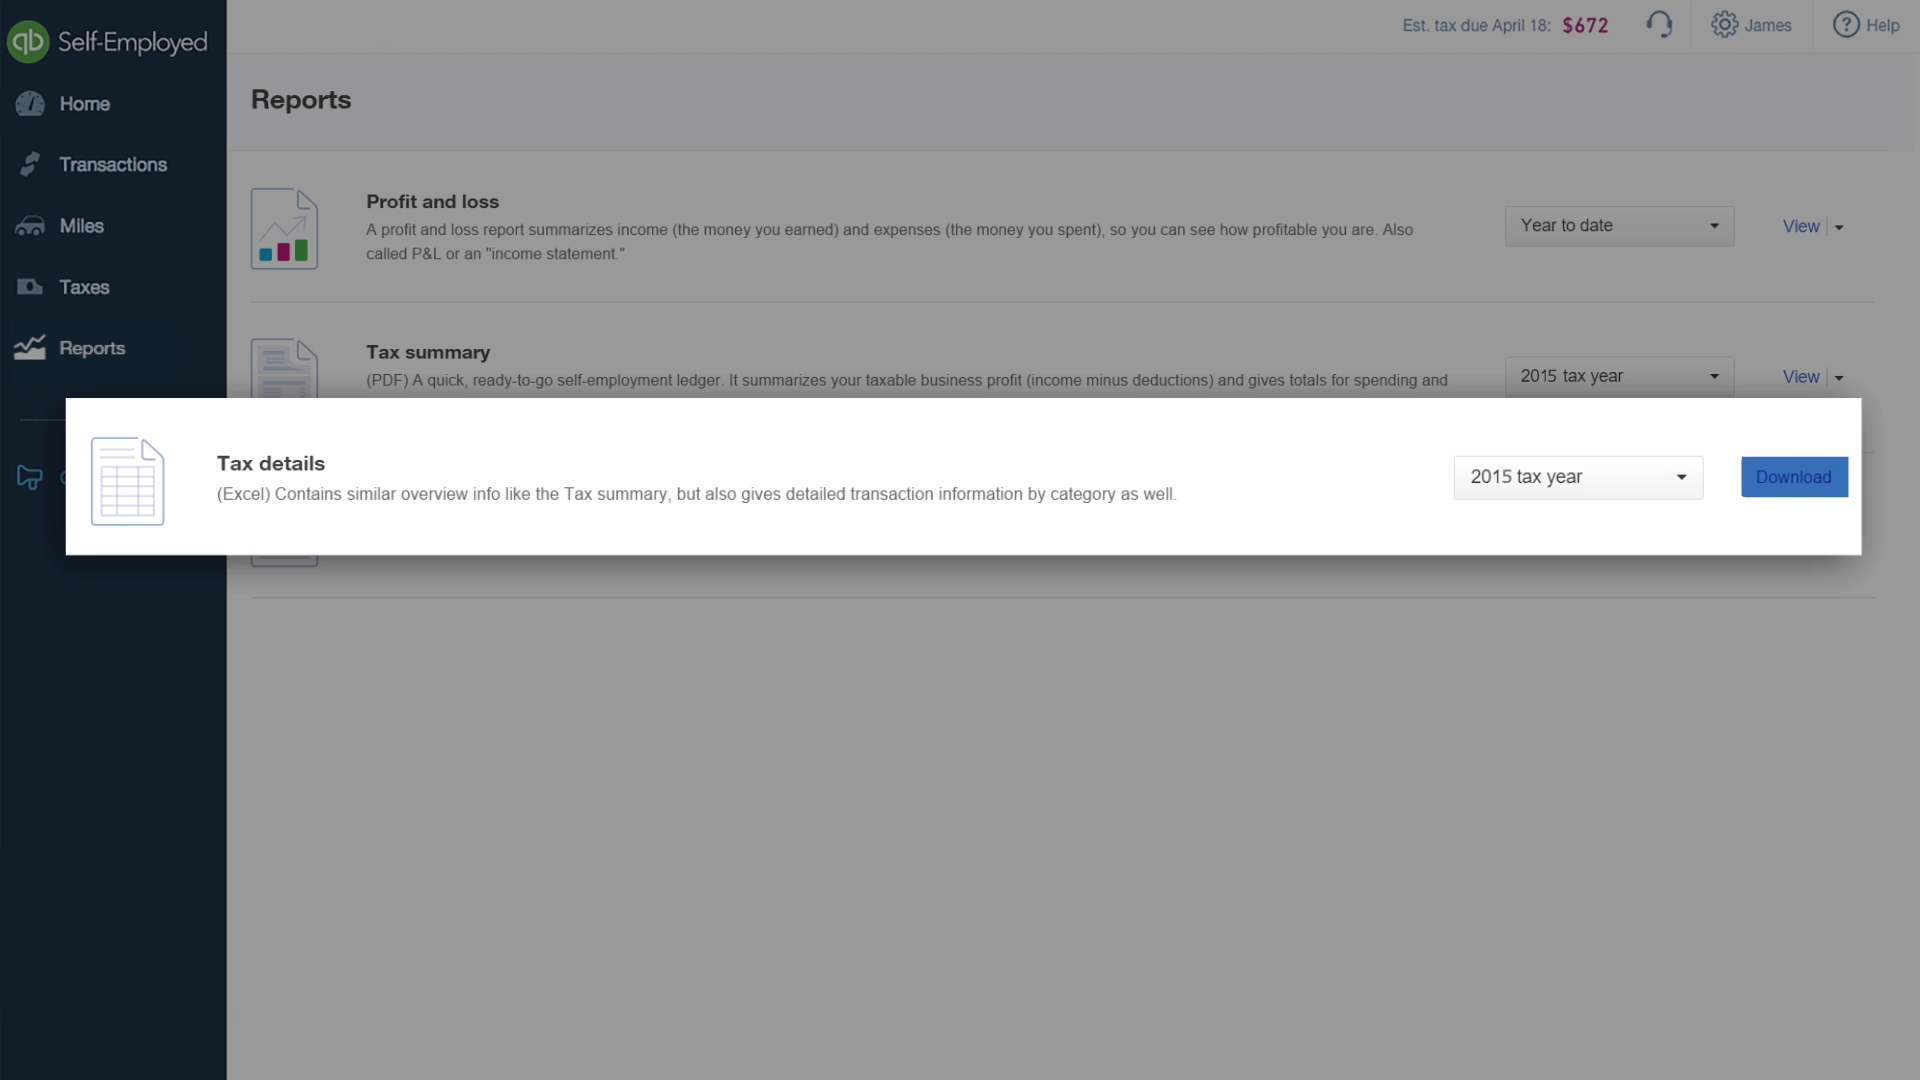 qb Self-Employed
Est. tax due April 18: $672
James
Help
Home
Transactions
Miles
Taxes
Reports
Reports
Profit and loss
A profit and loss report summarizes income (the money you earned) and expenses (the money you spent), so you can see how profitable you are. Also
called P&L or an "income statement."
Year to date
View
Tax summary
(PDF) A quick, ready-to-go self-employment ledger. It summarizes your taxable business profit (income minus deductions) and gives totals for spending and
2015 tax year
View
Tax details
(Excel) Contains similar overview info like the Tax summary, but also gives detailed transaction information by category as well.
2015 tax year
Download